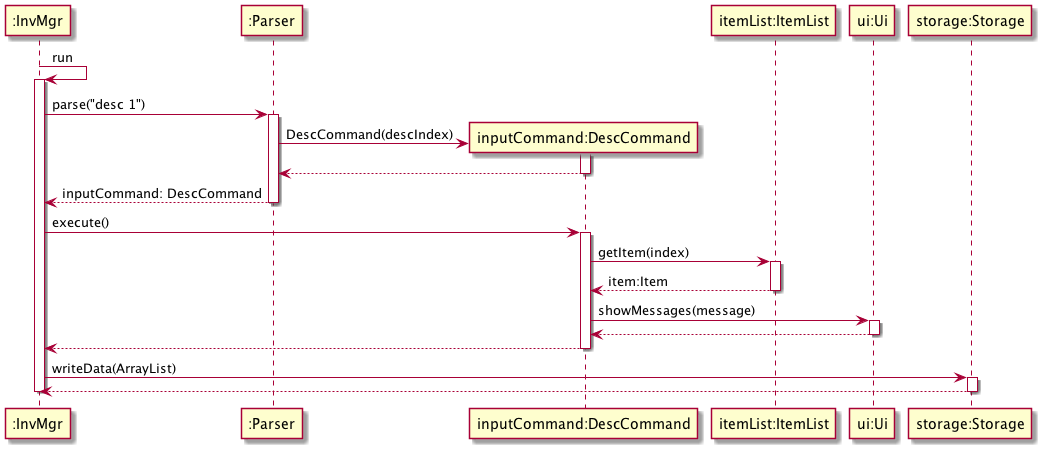 :InvMgr
:Parser
itemList:ItemList
ui:Ui
storage:Storage
run
parse("desc 1")
DescCommand(descIndex)
inputCommand:DescCommand
inputCommand: DescCommand
execute()
getItem(index)
item:Item
showMessages(message)
writeData(ArrayList)
:InvMgr
:Parser
inputCommand:DescCommand
itemList:ItemList
ui:Ui
storage:Storage